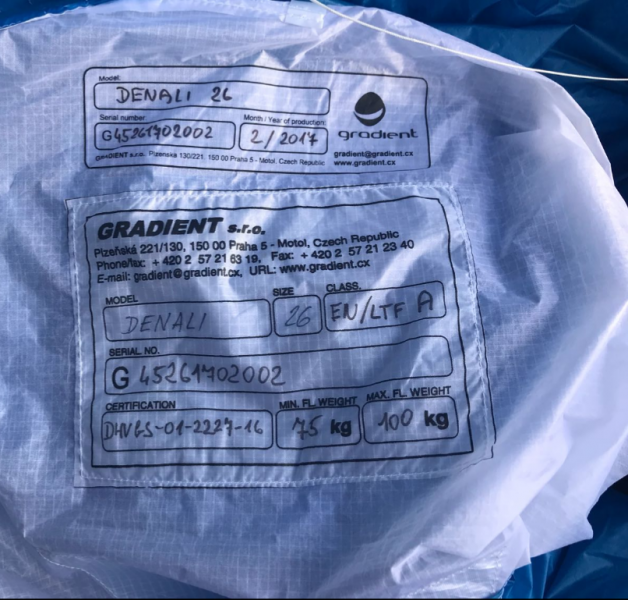 Model:
DENALI 26
Serial number: Month / Year of production:
G45261702002 2/2017
gradient
GRADIENT s.r.o. Plzenska 130/221, 150 00 Praha 5 - Motol, Czech Republic
gradient@gradient.cx
www.gradient.cx
GRADIENT s.r.o.
Plzeňská 221/130, 150 00 Praha 5 - Motol, Czech Republic
Phone/fax: + 420 2 57 21 63 19, Fax: + 420 2 57 21 23 40
E-mail: gradient@gradient.cx, URL: www.gradient.cx
MODEL SIZE CLASS.
DENALI 26 EN/LTF A
SERIAL NO.
G 45261702002
CERTIFICATION MIN. FL. WEIGHT MAX. FL. WEIGHT
DHV GS-01-2227-16 75 kg 100 kg